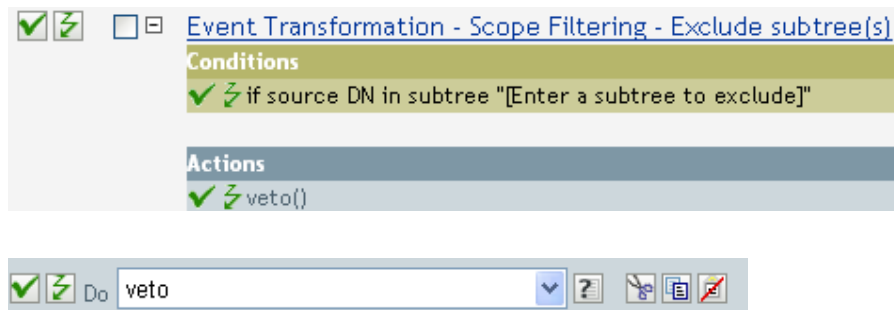 Event Transformation - Scope Filtering - Exclude subtree(s)
Conditions
if source DN in subtree "[Enter a subtree to exclude]"
Actions
veto()
Do veto